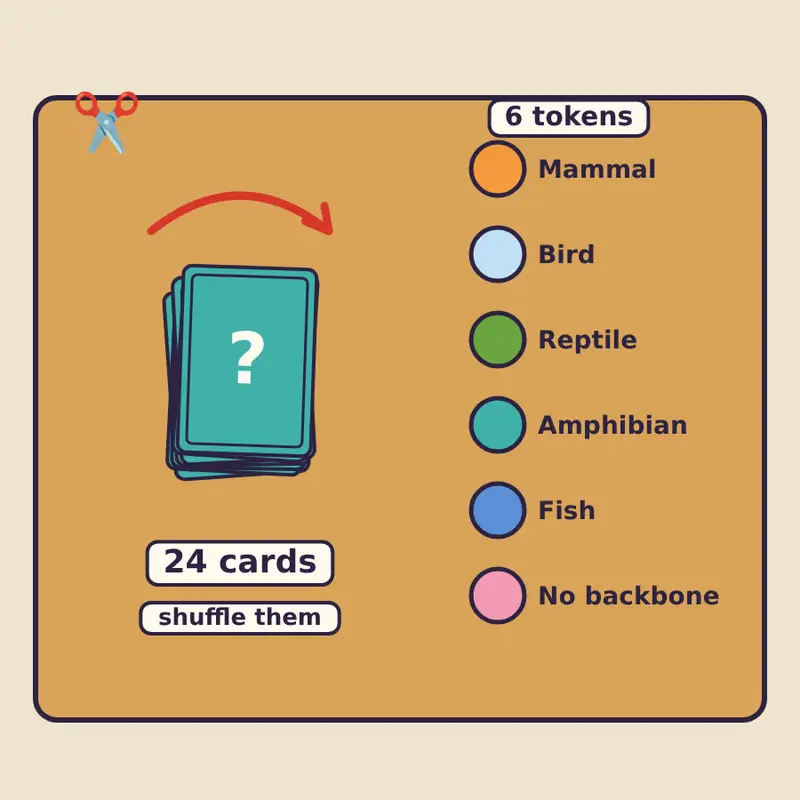 6 tokens
Mammal
Bird
Reptile
?
Amphibian
Fish
24 cards
No backbone
shuffle them